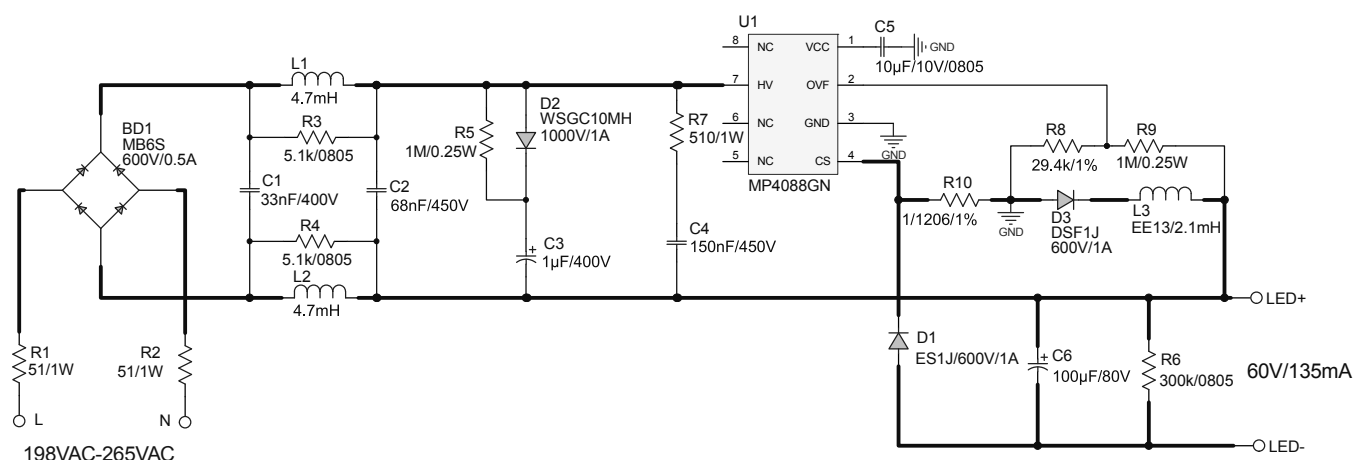 U1
8 NC VCC 1
C5
GND
10μF/10V/0805
L1
4.7mH
7 HV OVF 2
D2
WSGC10MH
1000V/1A
R5
1M/0.25W
R7
510/1W
6 NC GND 3
GND
5 NC CS 4
MP4088GN
R3
5.1k/0805
BD1
MB6S
600V/0.5A
R8
29.4k/1%
R9
1M/0.25W
C1
33nF/400V
C2
68nF/450V
R10
1/1206/1%
GND
D3
DSF1J
600V/1A
L3
EE13/2.1mH
R4
5.1k/0805
C3
+
1μF/400V
C4
150nF/450V
L2
4.7mH
LED+
R1
51/1W
R2
51/1W
D1
ES1J/600V/1A
+
C6
100μF/80V
R6
300k/0805
60V/135mA
L
N
LED-
198VAC-265VAC